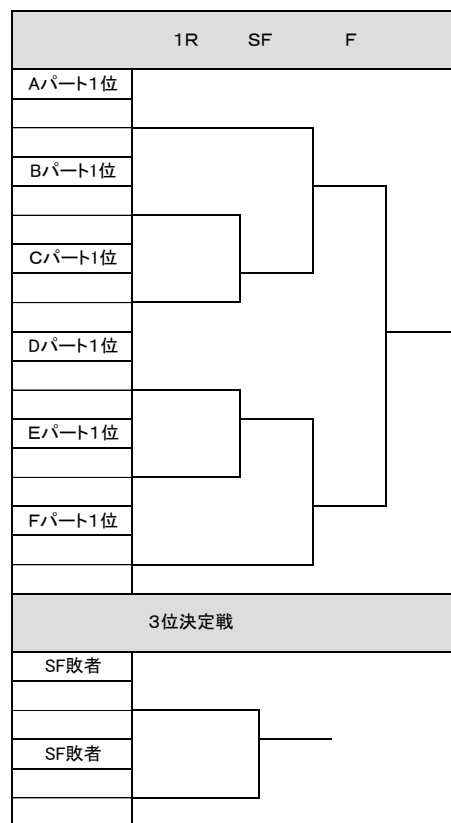 １Ｒ ＳＦ Ｆ
Ａパート１位
Ｂパート1位
Ｃパート1位
Ｄパート１位
Ｅパート１位
Ｆパート１位
３位決定戦
SF敗者
SF敗者